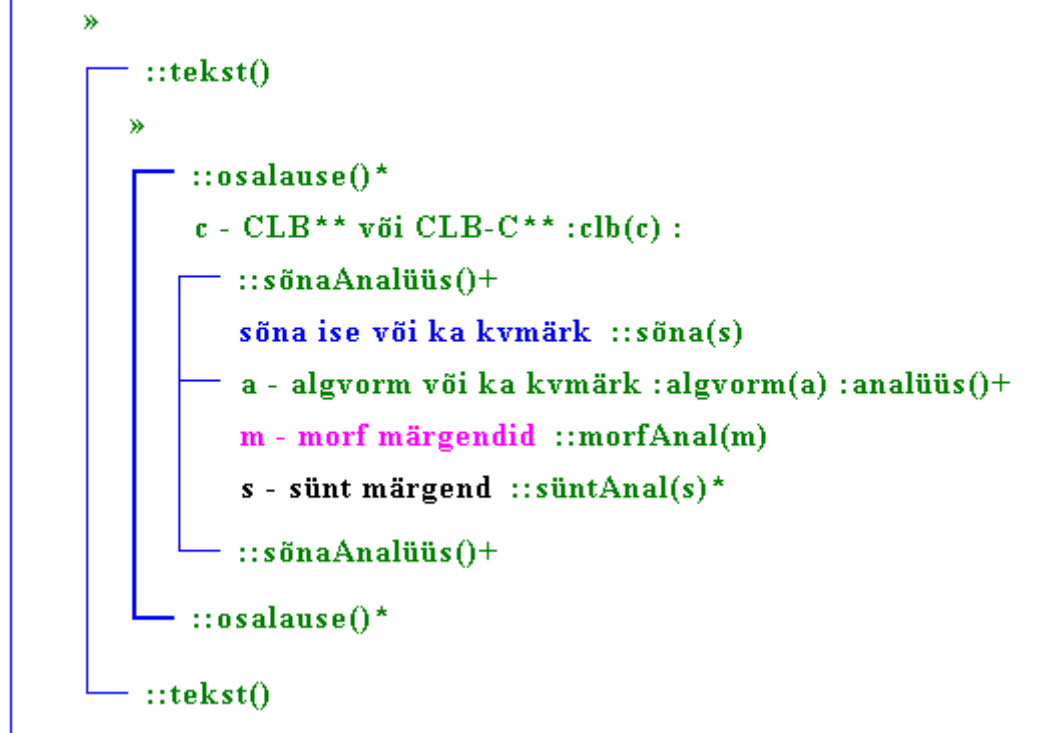 »
::tekst()
»
::osalause()*
c - CLB** või CLB-C** :clb(c) :
::sõnaAnalüüs()+
sõna ise või ka kvmärk ::sõna(s)
a - algvorm või ka kvmärk :algvorm(a) :analüüs()+
m - morf märgendid ::morfAnal(m)
s - sünt märgend ::süntAnal(s)*
::sõnaAnalüüs()+
::osalause()*
::tekst()